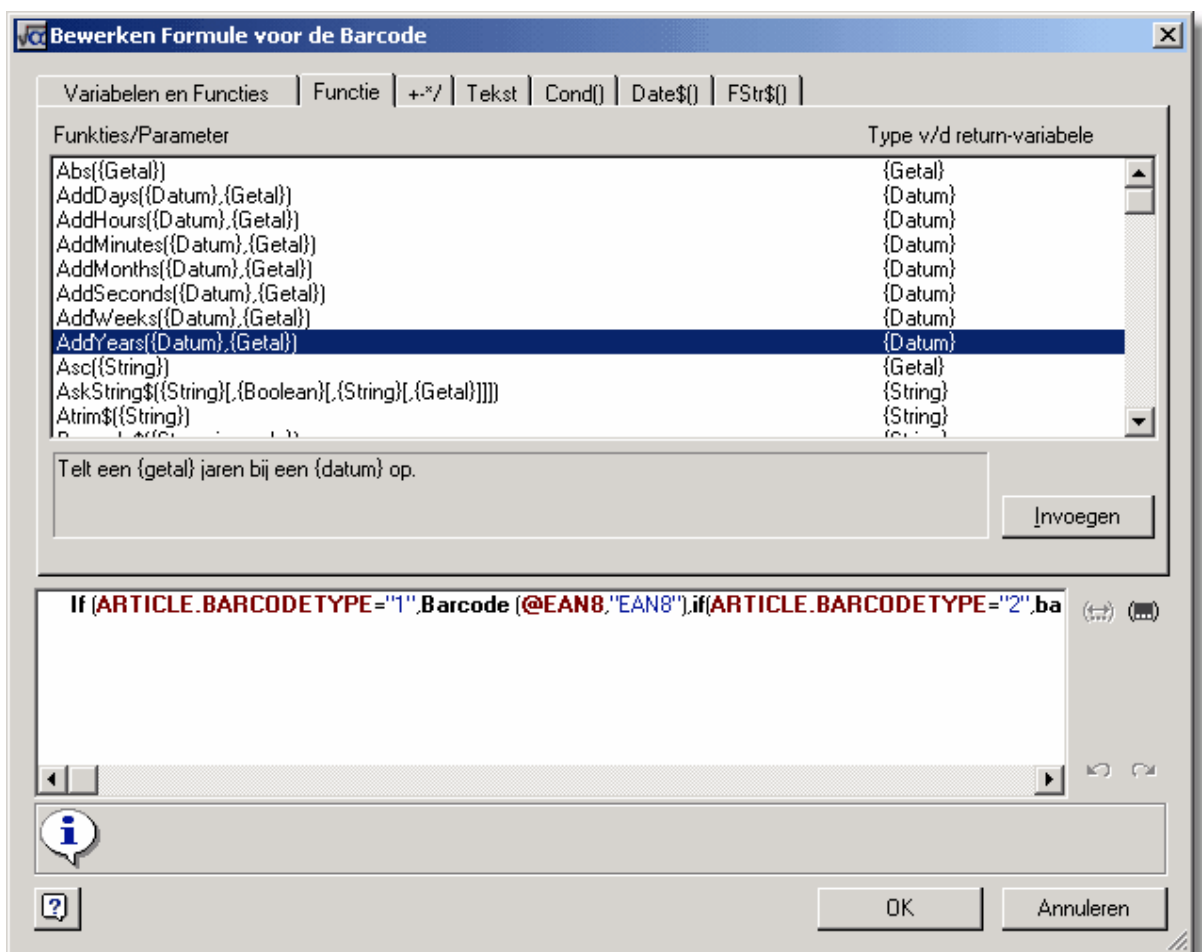 Bewerken Formule voor de Barcode
Variabelen en Functies Functie +-*/ Tekst Cond() Date$() FStr$()
Funkties/Parameter Type v/d return-variabele
Abs({Getal}) {Getal}
AddDays({Datum},{Getal}) {Datum}
AddHours({Datum},{Getal}) {Datum}
AddMinutes({Datum},{Getal}) {Datum}
AddMonths({Datum},{Getal}) {Datum}
AddSeconds({Datum},{Getal}) {Datum}
AddWeeks({Datum},{Getal}) {Datum}
AddYears({Datum},{Getal}) {Datum}
Asc({String}) {Getal}
AskString$({String}[,{Boolean}[,{String}[,{Getal}]]]) {String}
Atrim$({String}) {String}
Telt een {getal} jaren bij een {datum} op.
Invoegen
If (ARTICLE.BARCODETYPE="1",Barcode (@EAN8,"EAN8"),if(ARTICLE.BARCODETYPE="2",ba
OK Annuleren